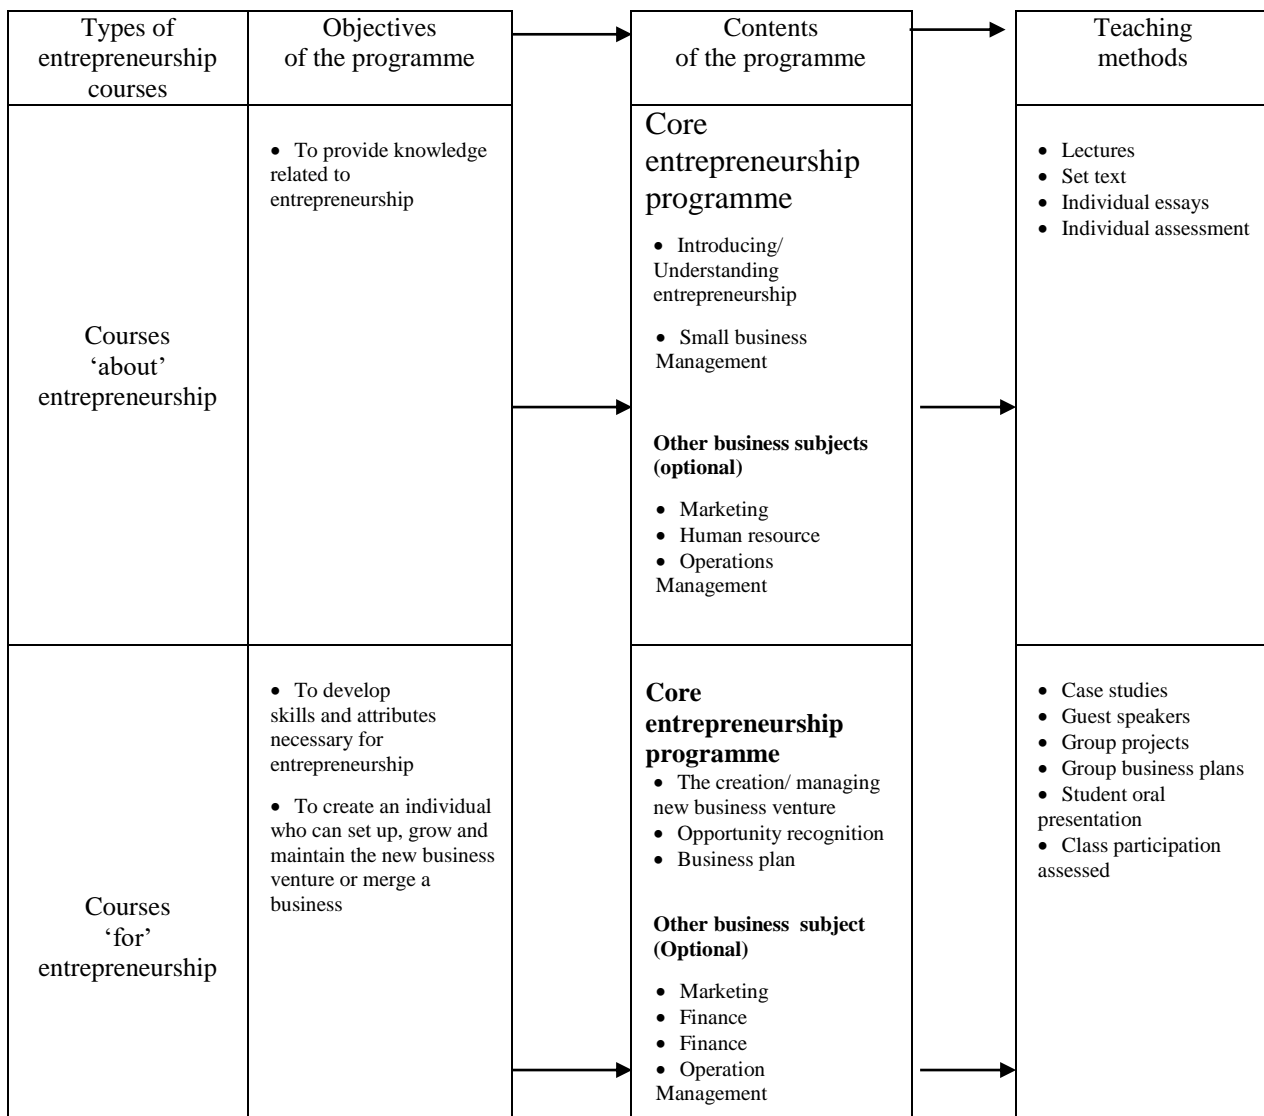 Types of
entrepreneurship
courses
Objectives
of the programme
Contents
of the programme
Teaching
methods
Courses
‘about’
entrepreneurship
• To provide knowledge
related to
entrepreneurship
Core
entrepreneurship
programme
• Introducing/
Understanding
entrepreneurship
• Small business
Management
Other business subjects
(optional)
• Marketing
• Human resource
• Operations
Management
• Lectures
• Set text
• Individual essays
• Individual assessment
Courses
‘for’
entrepreneurship
• To develop
skills and attributes
necessary for
entrepreneurship
• To create an individual
who can set up, grow and
maintain the new business
venture or merge a
business
Core
entrepreneurship
programme
• The creation/ managing
new business venture
• Opportunity recognition
• Business plan
Other business subject
(Optional)
• Marketing
• Finance
• Finance
• Operation
Management
• Case studies
• Guest speakers
• Group projects
• Group business plans
• Student oral
presentation
• Class participation
assessed